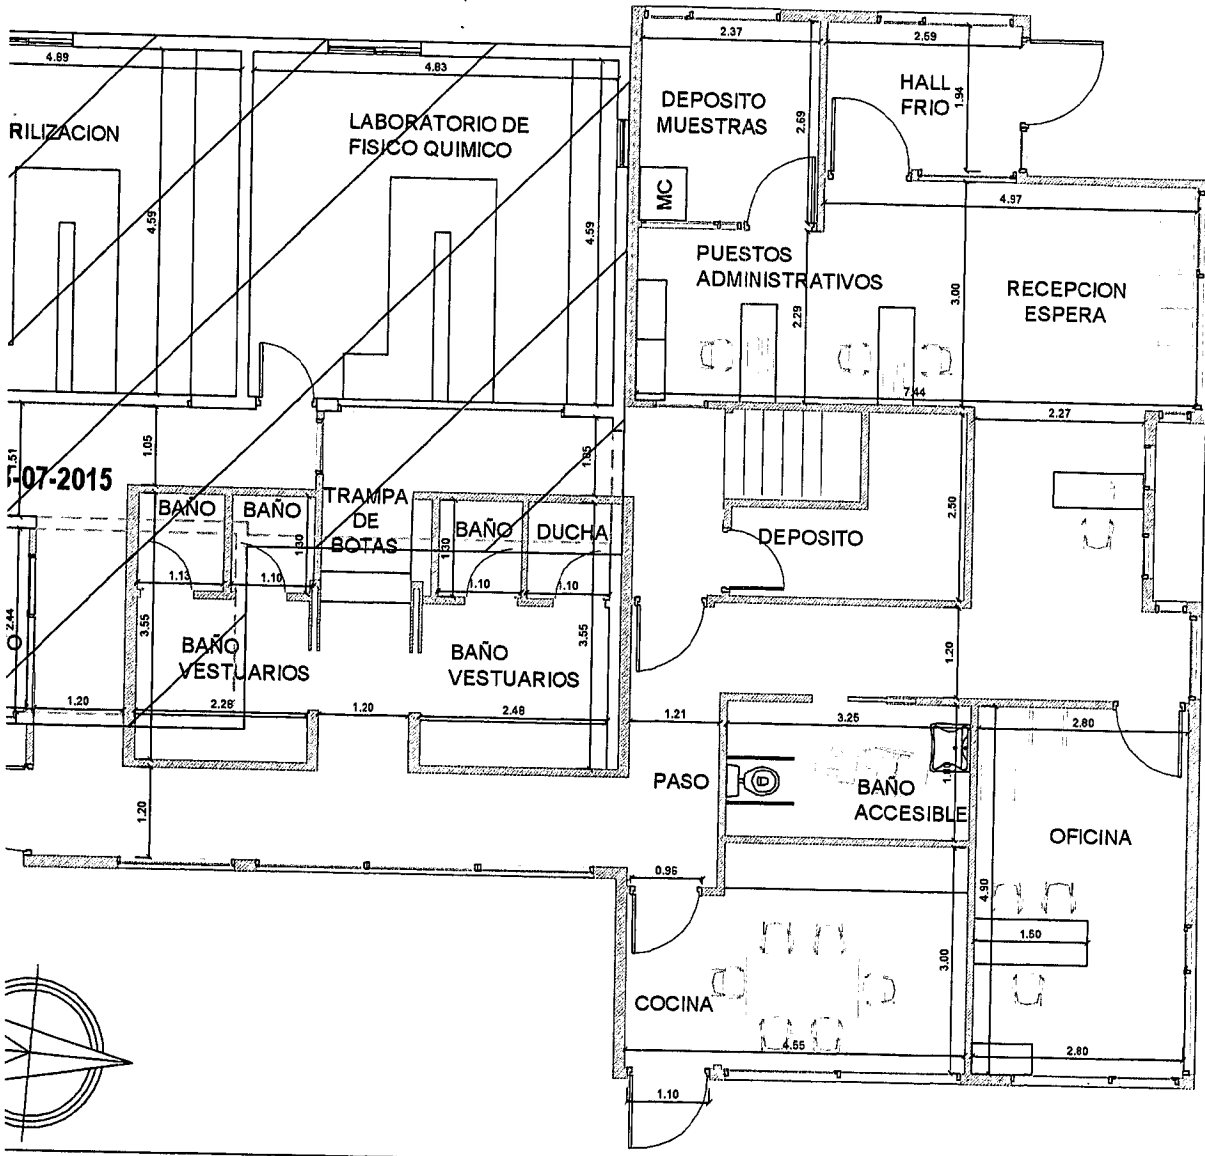 2.37
2.59
4.89
4.83
HALL
FRIO
1.94
DEPOSITO
MUESTRAS
2.69
RILIZACION
LABORATORIO DE
FISICO QUIMICO
MC
4.97
4.59
4.59
PUESTOS
ADMINISTRATIVOS
RECEPCION
ESPERA
3.00
2.29
7.44
2.27
1.05
-07-2015
BAÑO
BAÑO
TRAMPA
DE
BOTAS
BAÑO
DUCHA
DEPOSITO
2.50
1.30
1.30
1.13
1.10
1.10
1.10
2.44
3.55
3.55
BAÑO
VESTUARIOS
BAÑO
VESTUARIOS
1.20
1.20
2.28
1.20
2.48
1.21
3.25
2.80
PASO
BAÑO
ACCESIBLE
OFICINA
1.20
0.96
4.90
1.60
3.00
COCINA
4.55
2.80
1.10